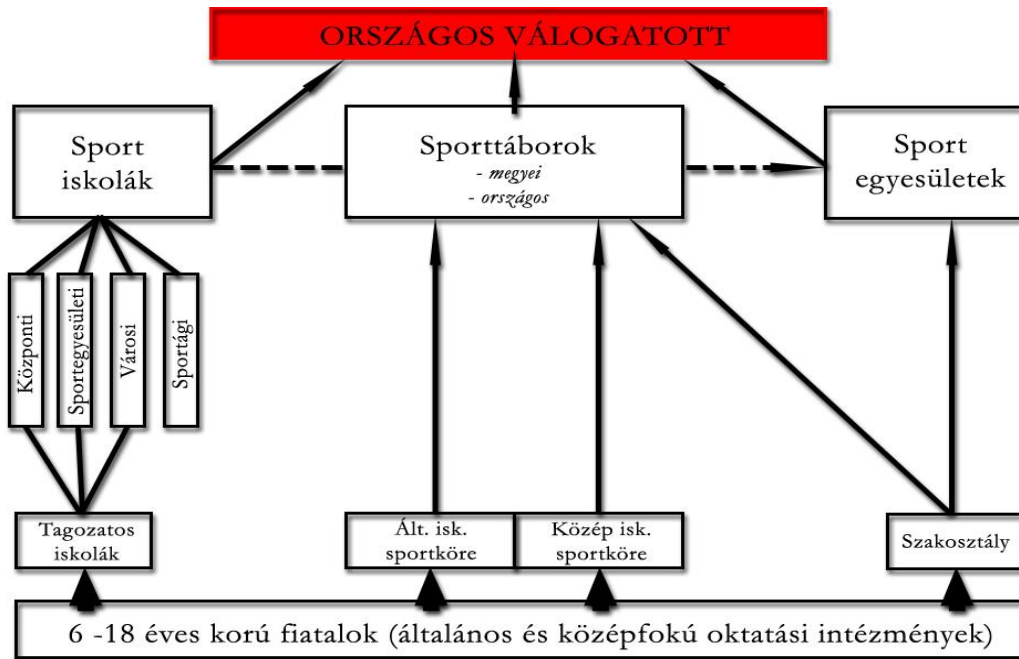 ORSZÁGOS VÁLOGATOTT
Sport
iskolák
Sporttáborok
- megyei
- országos
Sport
egyesületek
Központi
Sportegyesületi
Városi
Sportági
Tagozatos
iskolák
Ált. isk.
sportköre
Közép isk.
sportköre
Szakosztály
6 -18 éves korú fiatalok (általános és középfokú oktatási intézmények)